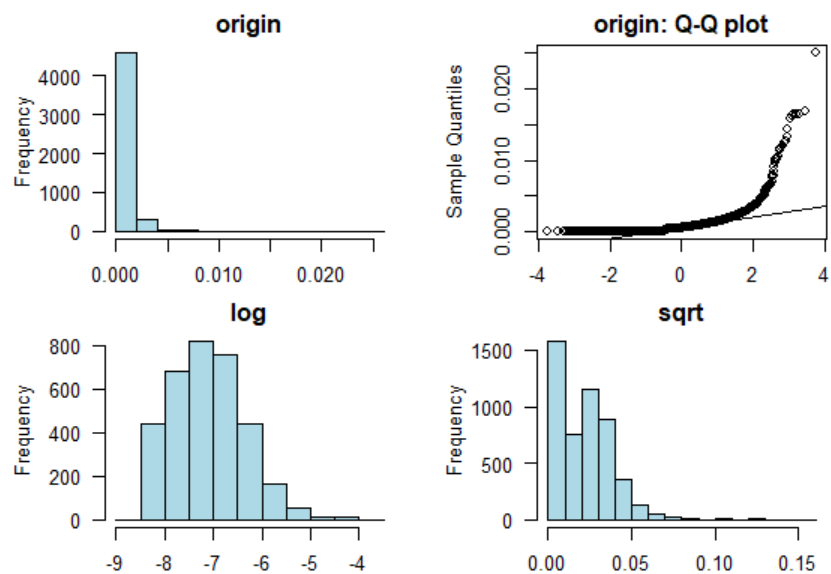 origin
Frequency
0 1000 2000 3000 4000
0.000 0.010 0.020
origin: Q-Q plot
Sample Quantiles
0.000 0.010 0.020
-4 -2 0 2 4
log
Frequency
0 200 400 600 800
-9 -8 -7 -6 -5 -4
sqrt
Frequency
0 500 1000 1500
0.00 0.05 0.10 0.15